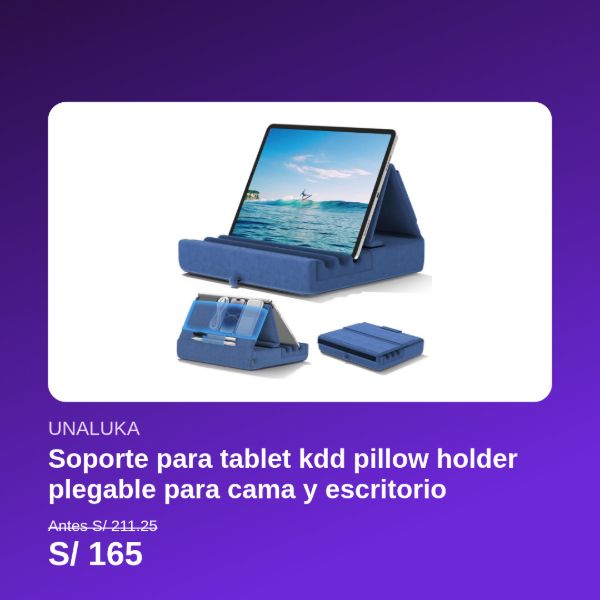 UNALUKA
Soporte para tablet kdd pillow holder
plegable para cama y escritorio
Antes S/ 211.25
S/ 165